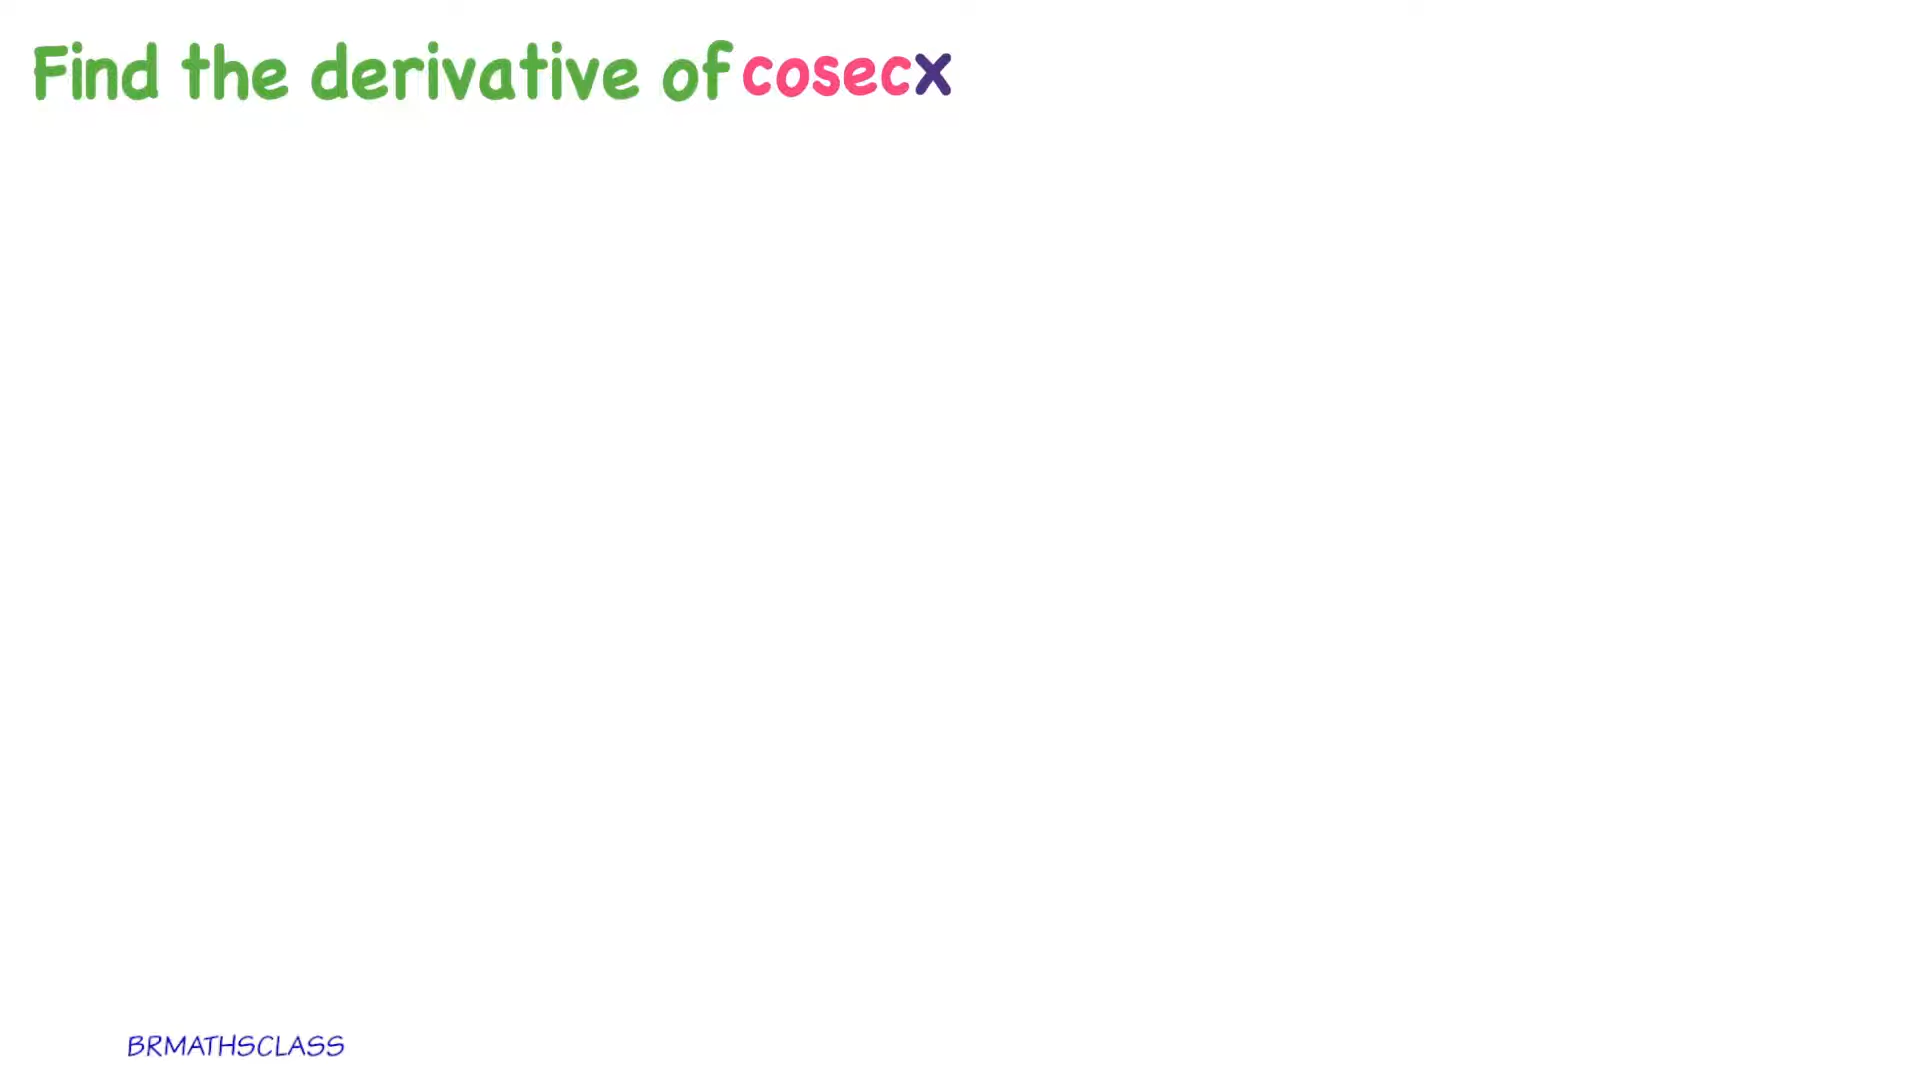 Find the derivative of cosecx
BRMATHSCLASS